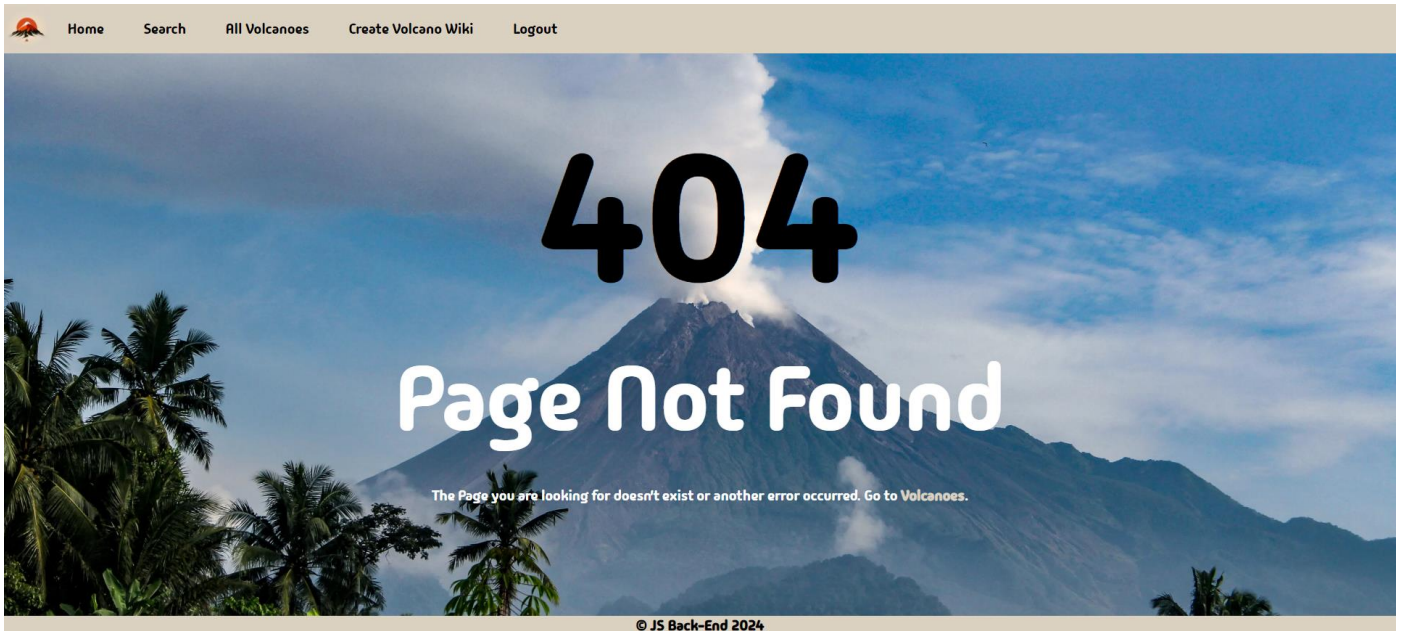 Home Search All Volcanoes Create Volcano Wiki Logout
404
Page Not Found
The Page you are looking for doesn't exist or another error occurred. Go to Volcanoes.
© JS Back-End 2024